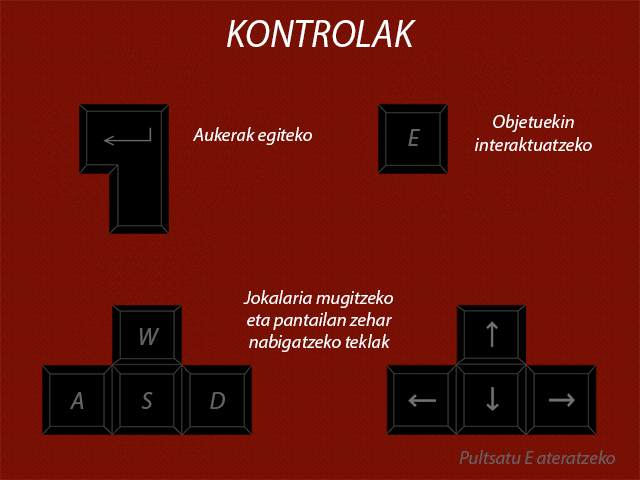 KONTROLAK
Aukerak egiteko
E
Objetuekin
interaktuatzeko
Jokalaria mugitzeko
eta pantailan zehar
nabigatzeko teklak
W
A S D
Pultsatu E ateratzeko